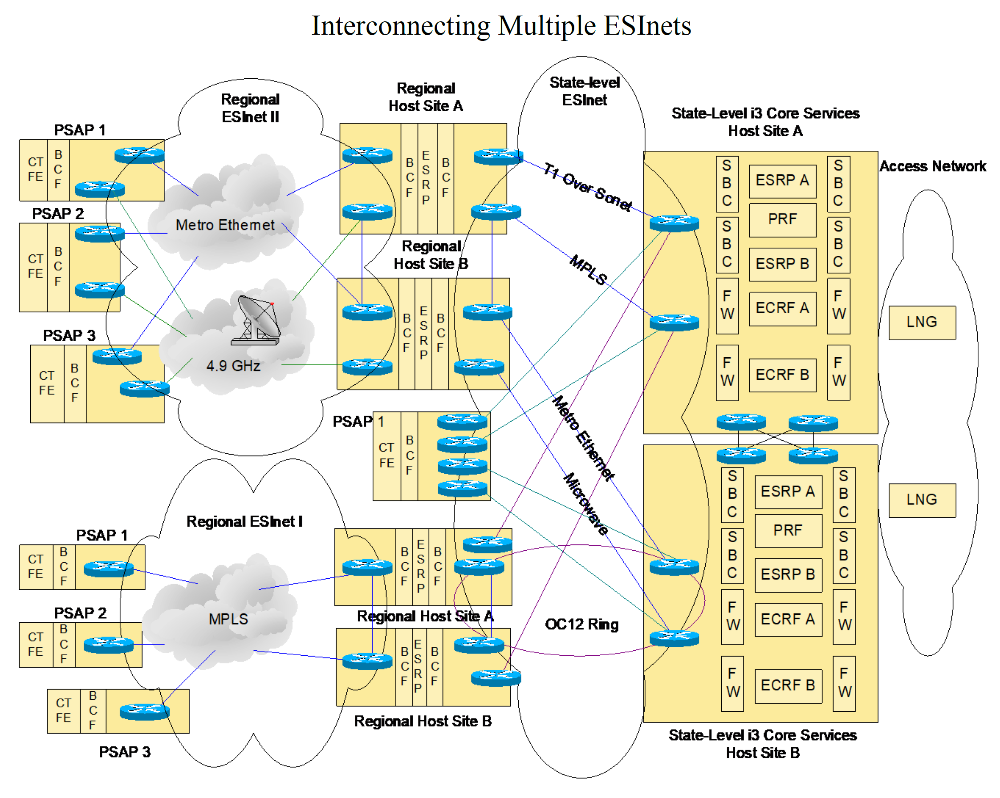 Interconnecting Multiple ESInets
Regional
ESInet II
Regional
Host Site A
State-level
ESInet
State-Level i3 Core Services
Host Site A
Access Network
PSAP 1
CT
FE
B
C
F
PSAP 2
CT
FE
B
C
F
PSAP 3
CT
FE
B
C
F
Metro Ethernet
4.9 GHz
B
C
F
E
S
R
P
B
C
F
Regional
Host Site B
B
C
F
E
S
R
P
B
C
F
T1 Over Sonet
MPLS
Metro Ethernet
Microwave
PSAP 1
CT
FE
B
C
F
S
B
C
S
B
C
F
W
F
W
ESRP A
PRF
ESRP B
ECRF A
ECRF B
S
B
C
S
B
C
F
W
F
W
LNG
LNG
Regional ESInet I
PSAP 1
CT
FE
B
C
F
PSAP 2
CT
FE
B
C
F
CT
FE
B
C
F
PSAP 3
MPLS
B
C
F
E
S
R
P
B
C
F
Regional Host Site A
B
C
F
E
S
R
P
B
C
F
Regional Host Site B
OC12 Ring
S
B
C
S
B
C
F
W
F
W
ESRP A
PRF
ESRP B
ECRF A
ECRF B
S
B
C
S
B
C
F
W
F
W
State-Level i3 Core Services
Host Site B